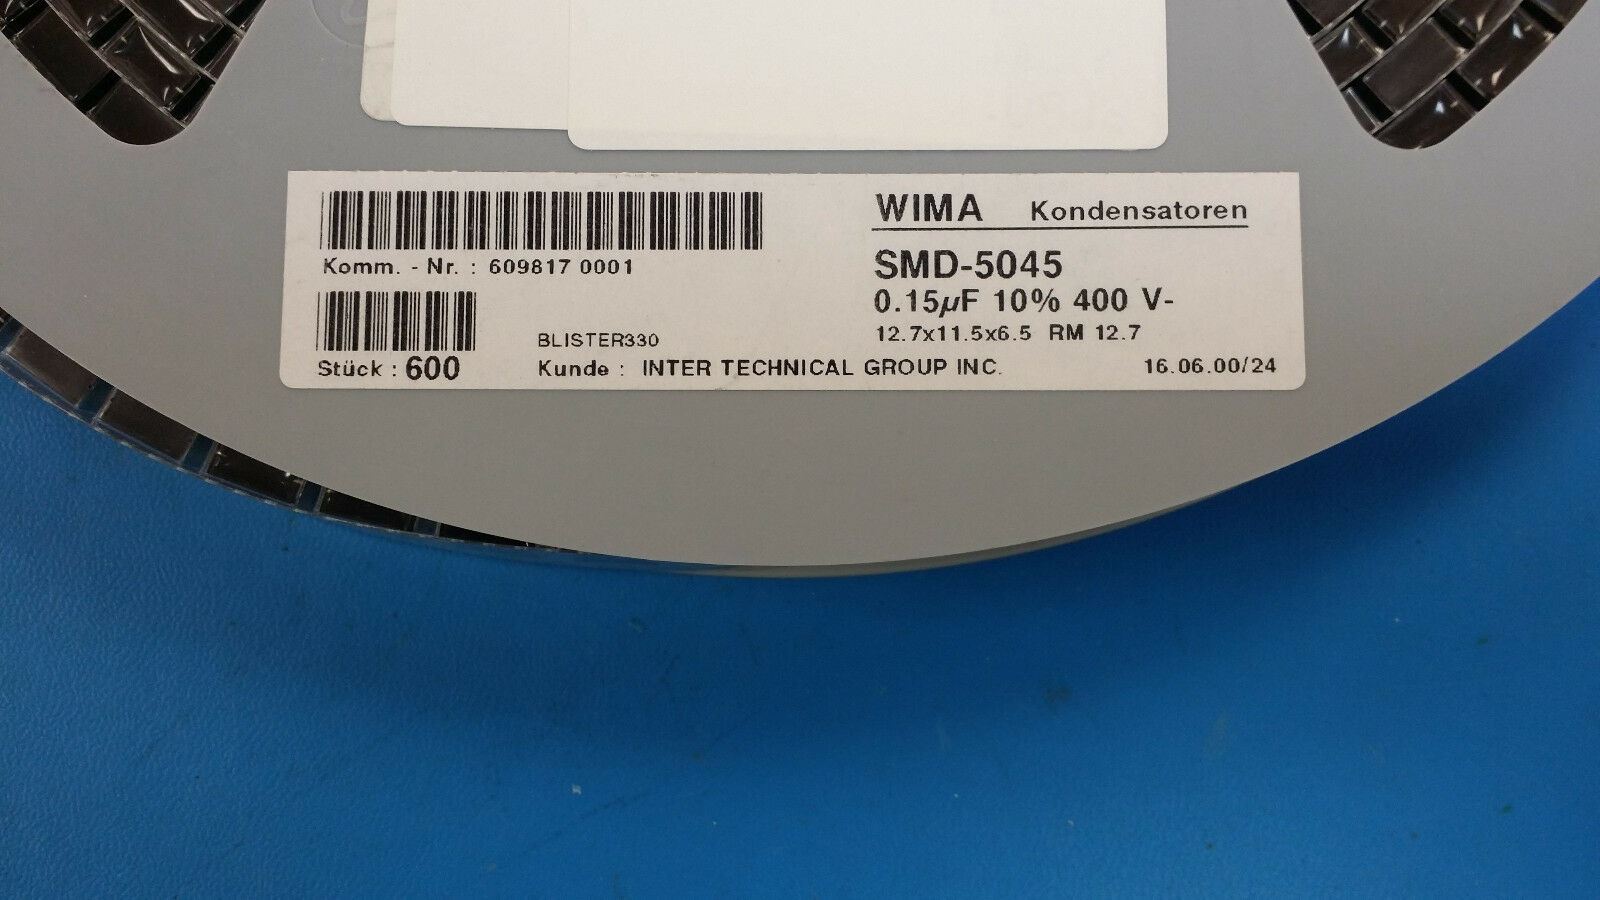 WIMA Kondensatoren
SMD-5045
0.15µF 10% 400 V-
12.7x11.5x6.5 RM 12.7
Komm. - Nr. : 609817 0001
BLISTER330
Stück : 600
Kunde : INTER TECHNICAL GROUP INC.
16.06.00/24